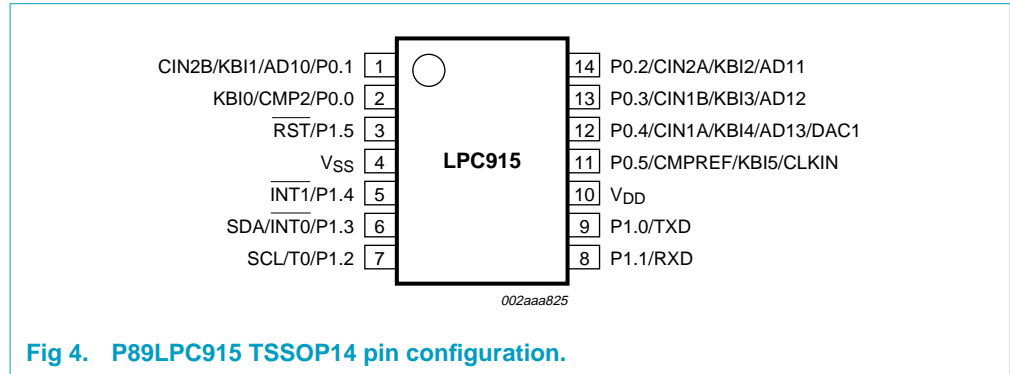 CIN2B/KBI1/AD10/P0.1 1 14 P0.2/CIN2A/KBI2/AD11
KBI0/CMP2/P0.0 2 13 P0.3/CIN1B/KBI3/AD12
RST/P1.5 3 12 P0.4/CIN1A/KBI4/AD13/DAC1
VSS 4 LPC915 11 P0.5/CMPREF/KBI5/CLKIN
INT1/P1.4 5 10 VDD
SDA/INT0/P1.3 6 9 P1.0/TXD
SCL/T0/P1.2 7 8 P1.1/RXD
002aaa825
Fig 4. P89LPC915 TSSOP14 pin configuration.